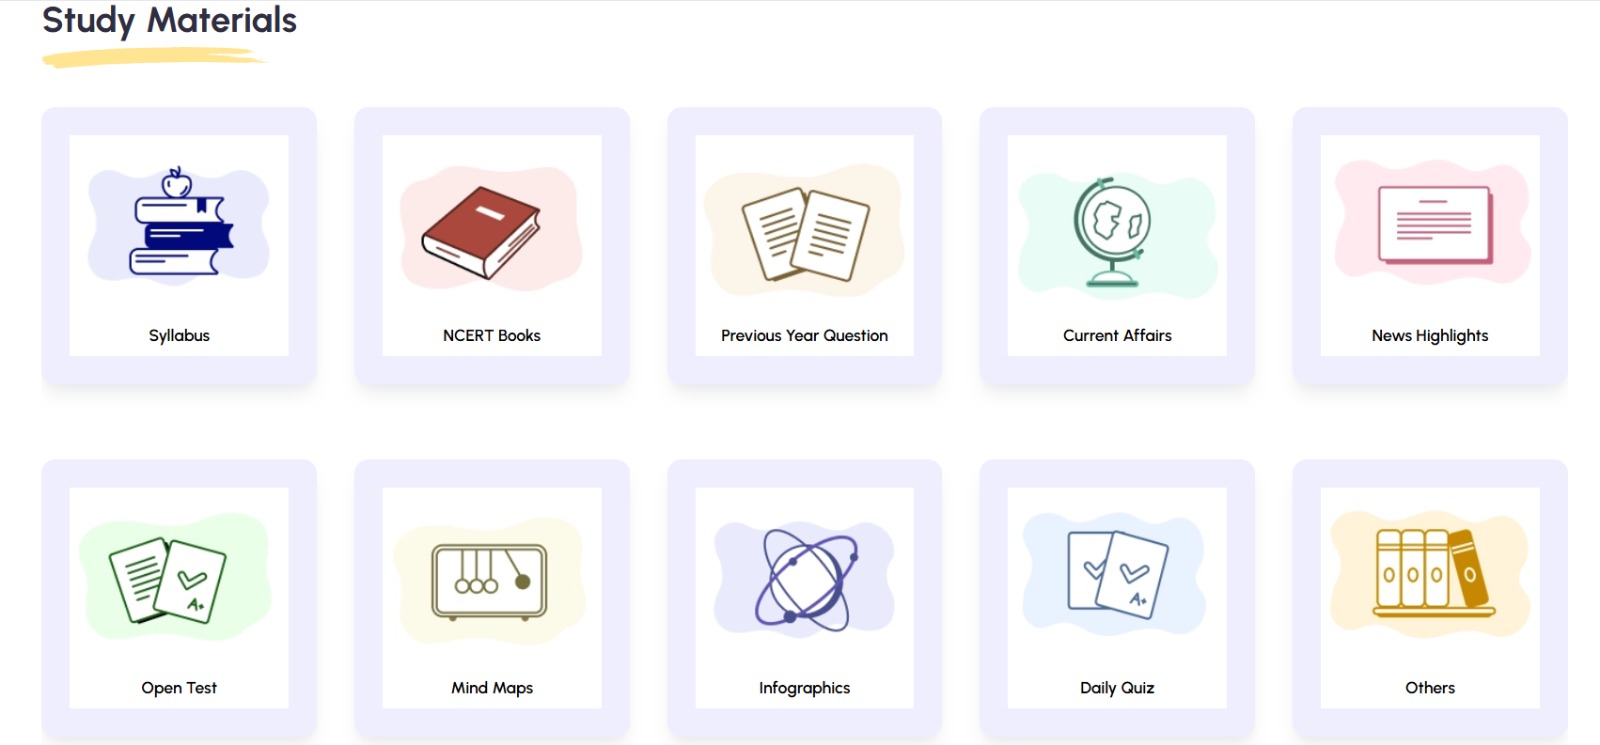 Study Materials
Syllabus
NCERT Books
Previous Year Question
Current Affairs
News Highlights
A+
Open Test
Mind Maps
Infographics
A+
Daily Quiz
Others